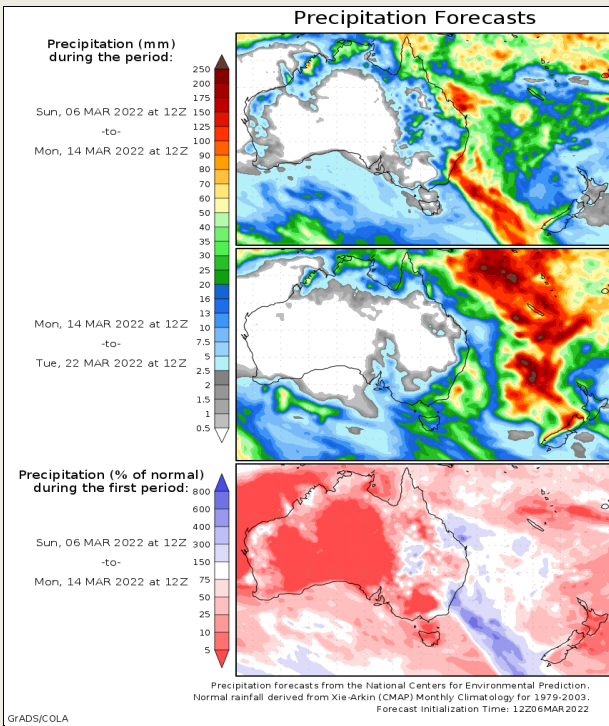 Precipitation Forecasts
Precipitation (mm)
during the period:
Sun, 06 MAR 2022 at 12Z
-to-
Mon, 14 MAR 2022 at 12Z
250
200
175
150
125
100
90
80
70
60
50
40
35
30
25
20
16
13
10
7.5
5
2.5
2
1.5
1
0.5
Mon, 14 MAR 2022 at 12Z
-to-
Tue, 22 MAR 2022 at 12Z
Precipitation (% of normal)
during the first period:
Sun, 06 MAR 2022 at 12Z
-to-
Mon, 14 MAR 2022 at 12Z
800
600
400
300
150
75
50
25
10
5
Precipitation forecasts from the National Centers for Environmental Prediction.
Normal rainfall derived from Xie-Arkin (CMAP) Monthly Climatology for 1979-2003.
Forecast Initialization Time: 12Z06MAR2022
GrADS/COLA